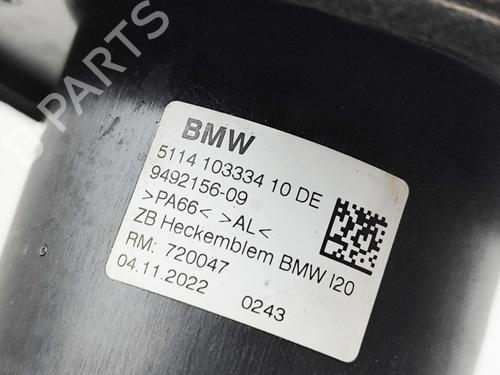 BMW
5114 103334 10 DE
9492156-09
>PA66< >AL<
ZB Heckemblem BMW I20
RM: 720047
04.11.2022 0243
B-PARTS